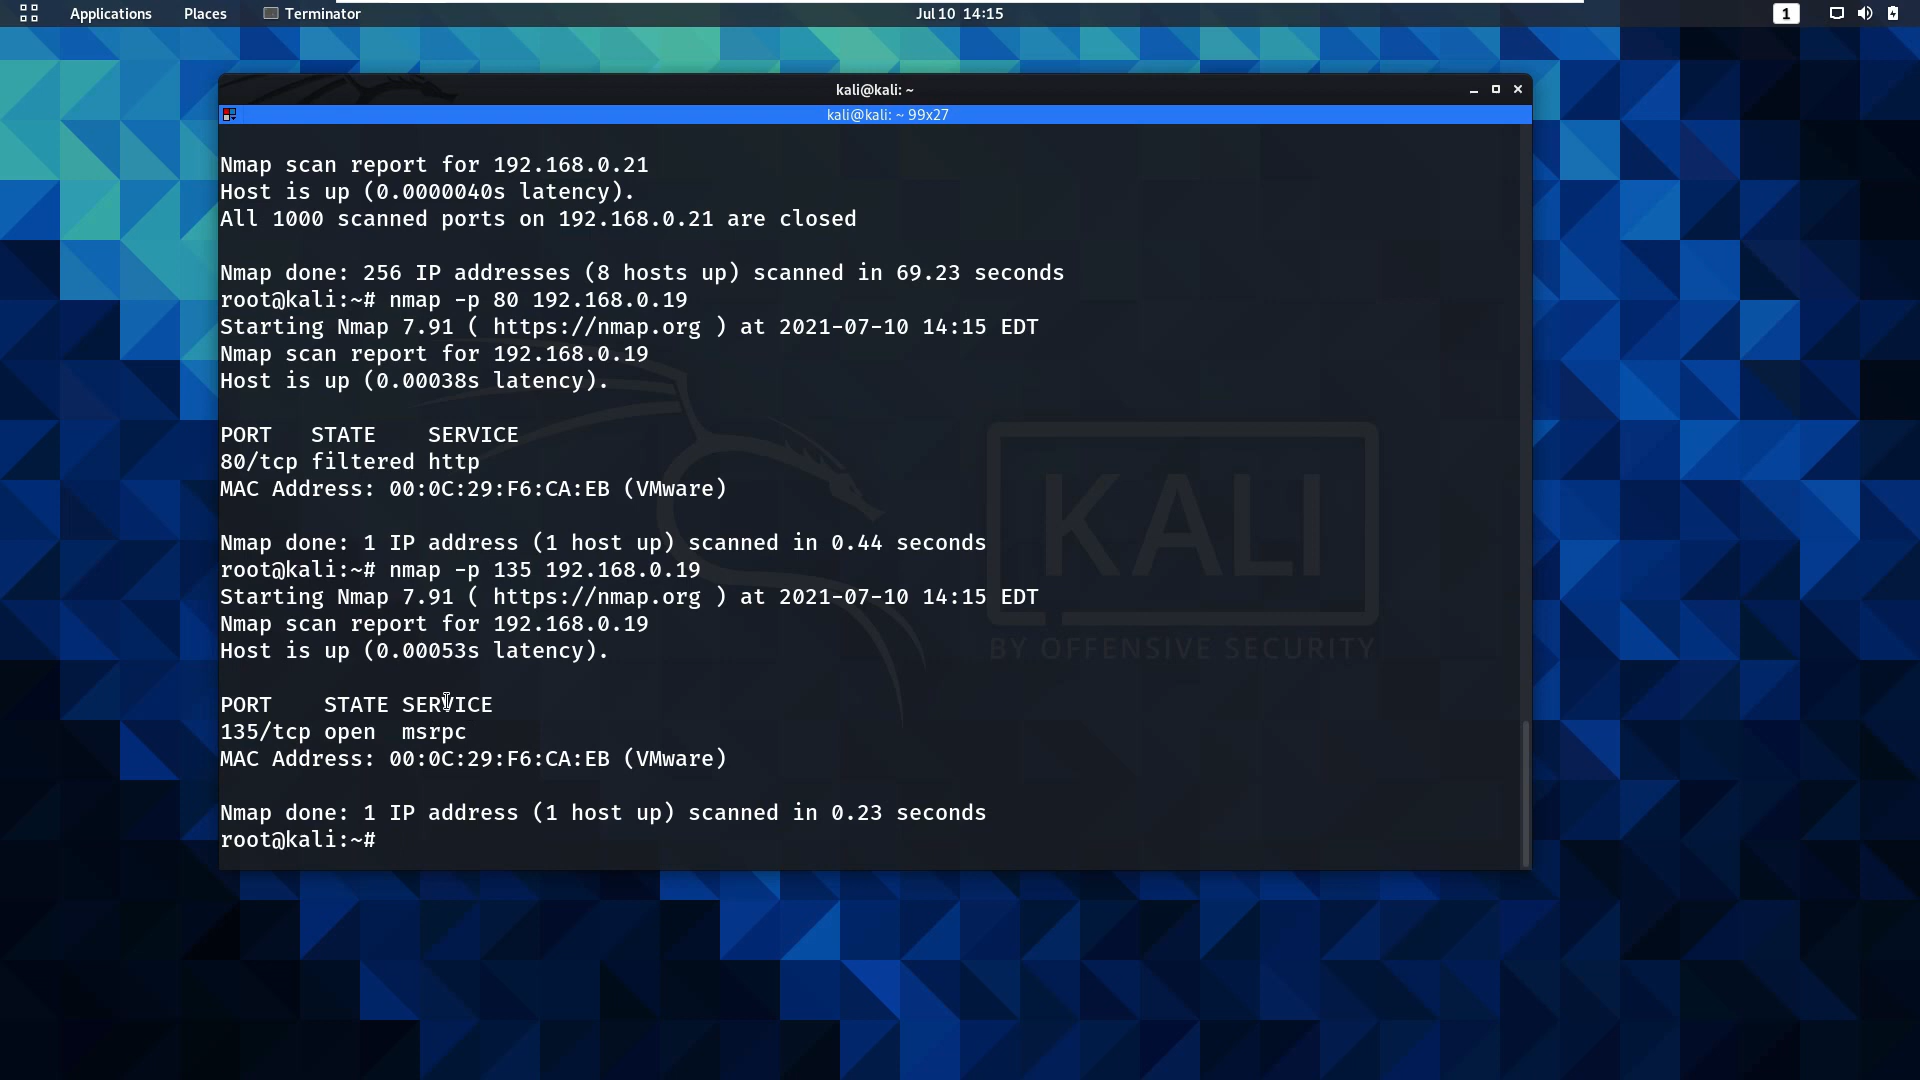 Applications Places Terminator Jul 10 14:15 1
kali@kali: ~
kali@kali: ~ 99x27
Nmap scan report for 192.168.0.21
Host is up (0.0000040s latency).
All 1000 scanned ports on 192.168.0.21 are closed
Nmap done: 256 IP addresses (8 hosts up) scanned in 69.23 seconds
root@kali:~# nmap -p 80 192.168.0.19
Starting Nmap 7.91 ( https://nmap.org ) at 2021-07-10 14:15 EDT
Nmap scan report for 192.168.0.19
Host is up (0.00038s latency).
PORT   STATE    SERVICE
80/tcp filtered http
MAC Address: 00:0C:29:F6:CA:EB (VMware)
Nmap done: 1 IP address (1 host up) scanned in 0.44 seconds
root@kali:~# nmap -p 135 192.168.0.19
Starting Nmap 7.91 ( https://nmap.org ) at 2021-07-10 14:15 EDT
Nmap scan report for 192.168.0.19
Host is up (0.00053s latency).
PORT    STATE SERVICE
135/tcp open  msrpc
MAC Address: 00:0C:29:F6:CA:EB (VMware)
Nmap done: 1 IP address (1 host up) scanned in 0.23 seconds
root@kali:~#
KALI
BY OFFENSIVE SECURITY